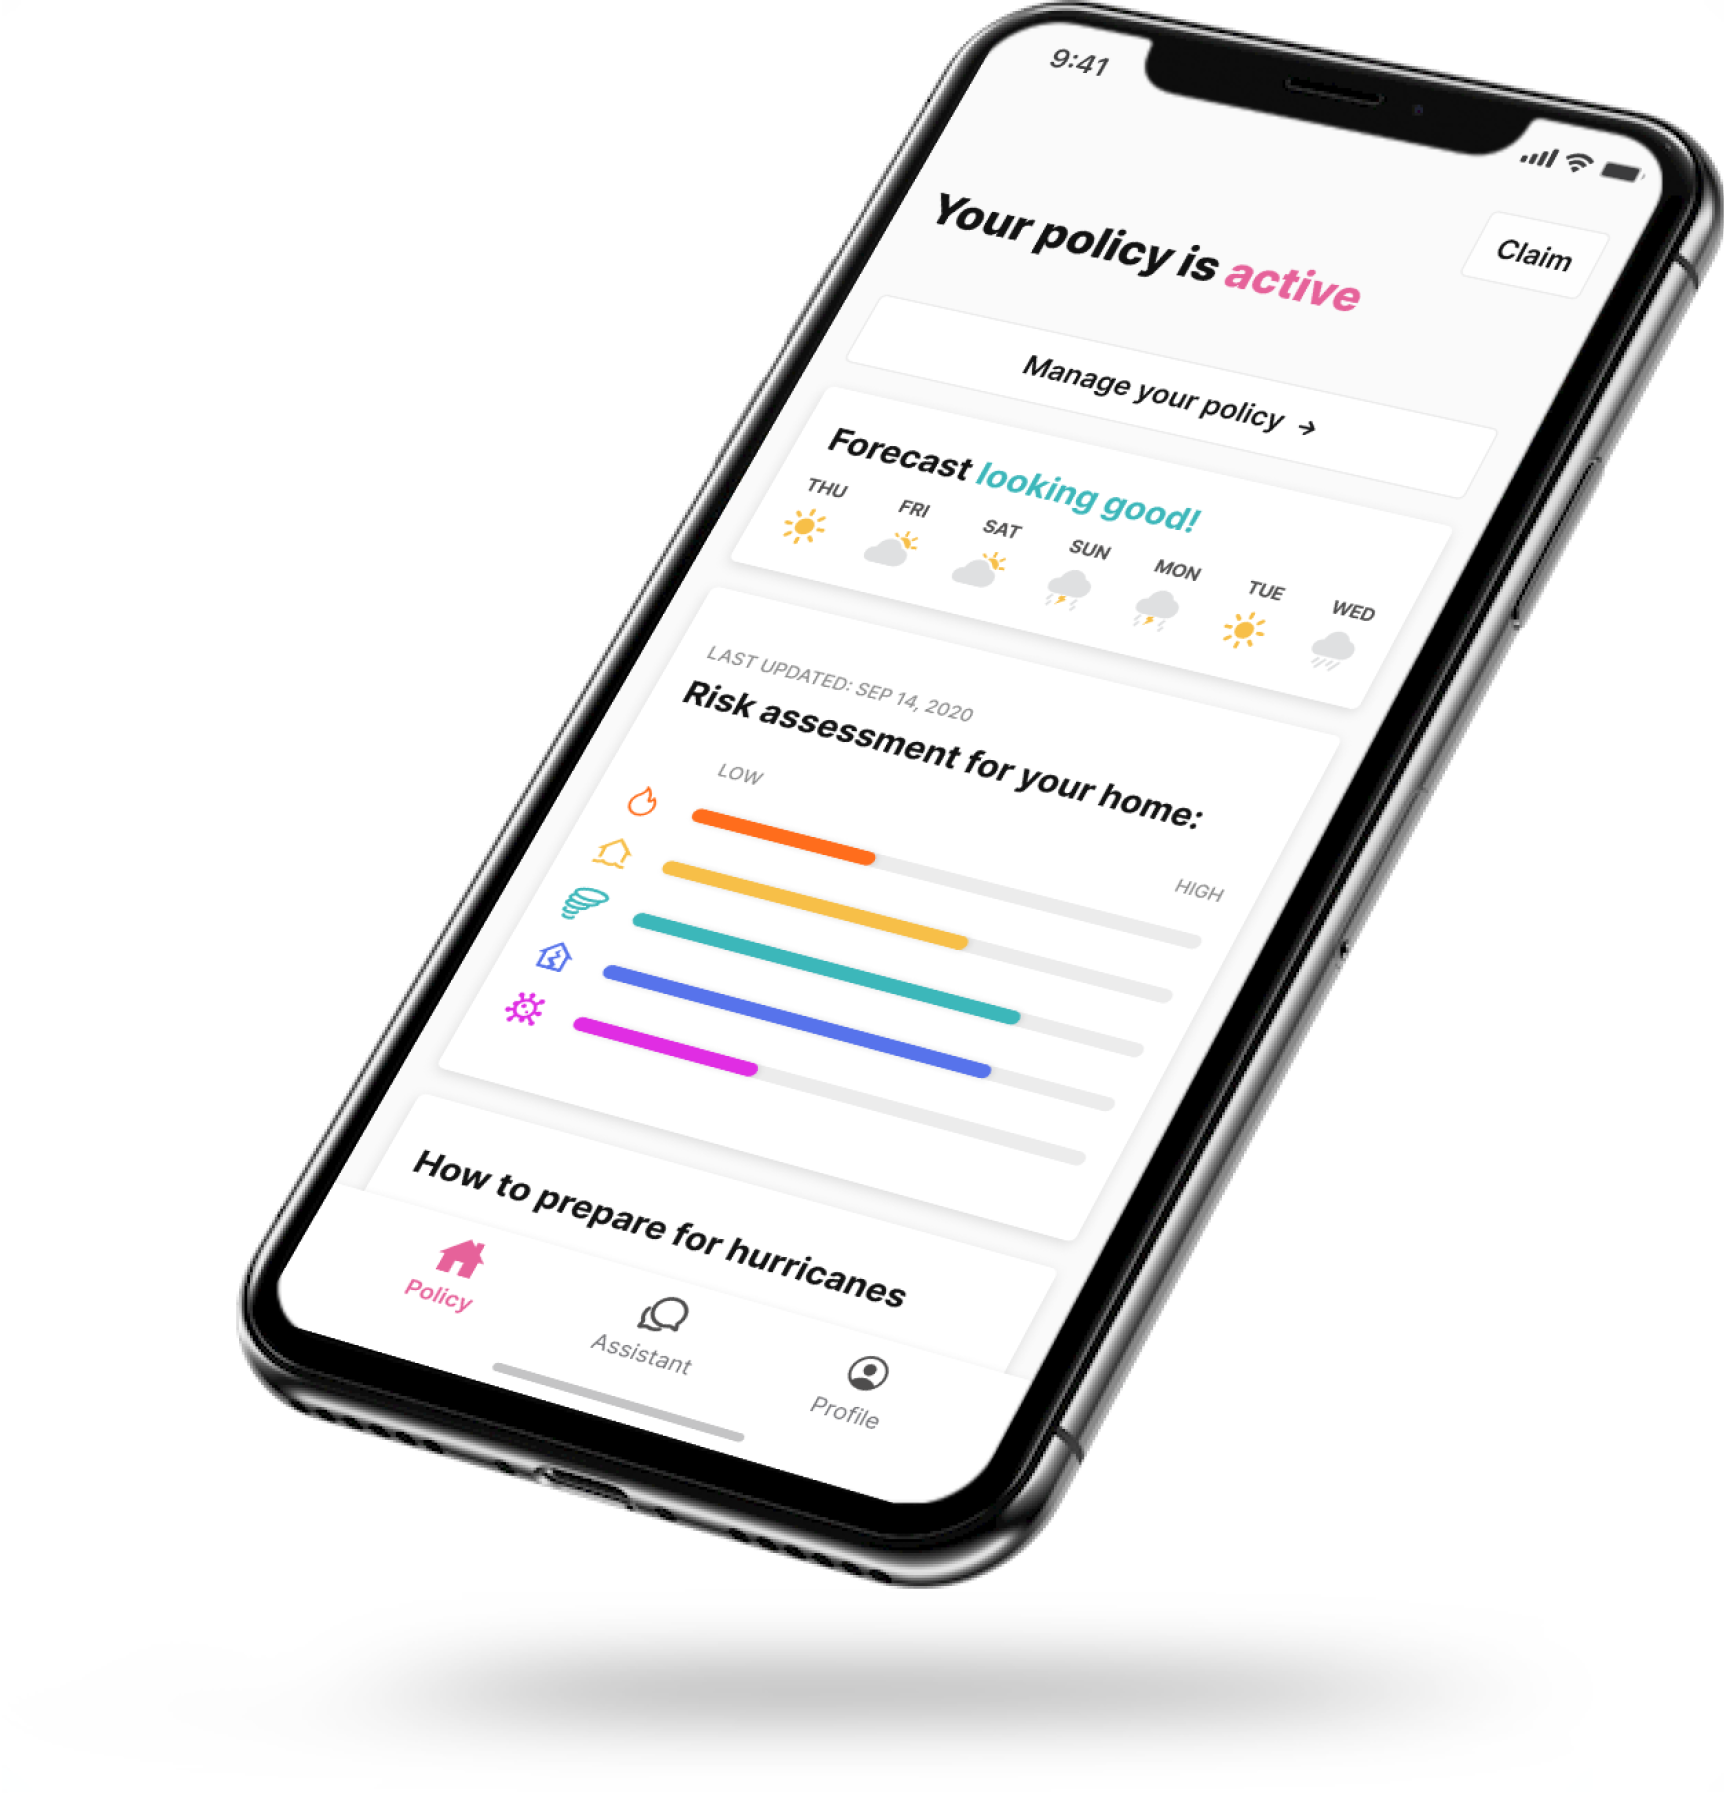 9:41
Your policy is active
Claim
Manage your policy →
Forecast looking good!
THU FRI SAT SUN MON TUE WED
LAST UPDATED: SEP 14, 2020
Risk assessment for your home:
LOW
HIGH
How to prepare for hurricanes
Policy
Assistant
Profile